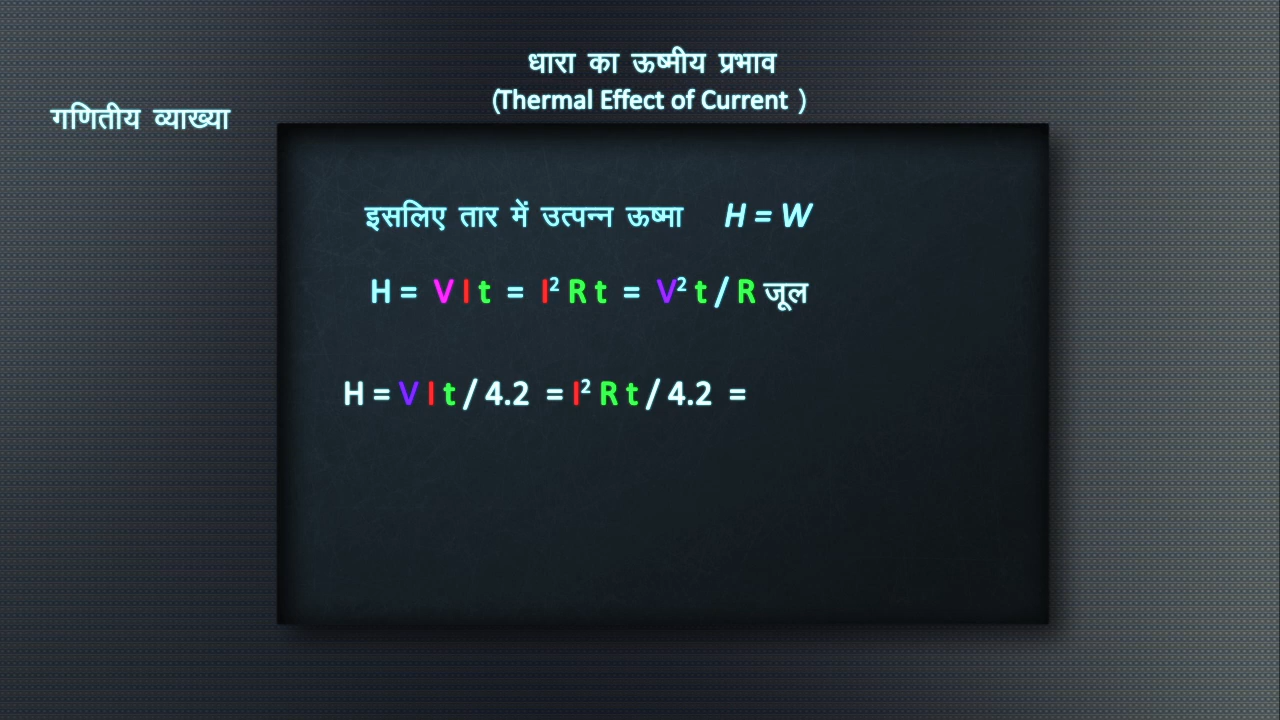 धारा का ऊष्मीय प्रभाव
(Thermal Effect of Current )
गणितीय व्याख्या
इसलिए तार में उत्पन्न ऊष्मा H = W
H = V I t = I² R t = V² t / R जूल
H = V I t / 4.2 = I² R t / 4.2 =